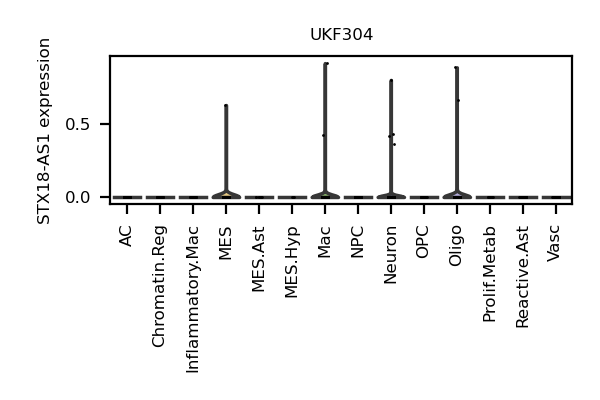 UKF304
STX18-AS1 expression
0.5
0.0
AC
Chromatin.Reg
Inflammatory.Mac
MES
MES.Ast
MES.Hyp
Mac
NPC
Neuron
OPC
Oligo
Prolif.Metab
Reactive.Ast
Vasc